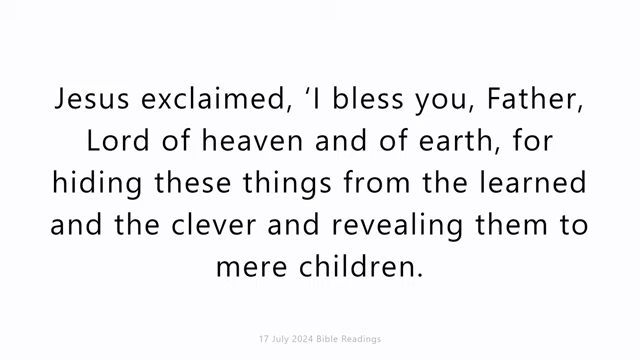 Jesus exclaimed, ‘I bless you, Father,
Lord of heaven and of earth, for
hiding these things from the learned
and the clever and revealing them to
mere children.
17 July 2024 Bible Readings